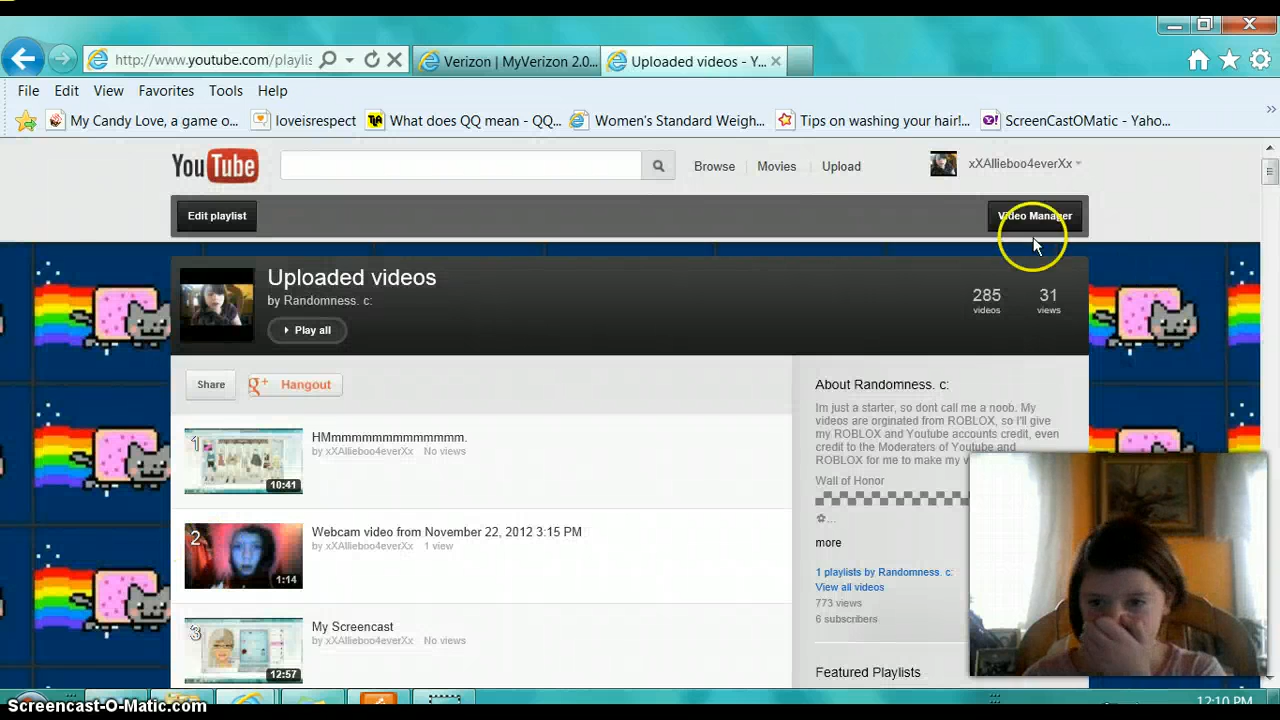 http://www.youtube.com/playlis
Verizon | MyVerizon 2.0...
Uploaded videos - Y...
File Edit View Favorites Tools Help
My Candy Love, a game o...
What does QQ mean - QQ...
Women's Standard Weigh...
Tips on washing your hair!...
ScreenCastOMatic - Yaho...
YouTube
Browse Movies Upload
xXAllieboo4everXx
Edit playlist
Video Manager
Uploaded videos
by Randomness. c:
Play all
285
videos
31
views
Share
g+ Hangout
1
HMmmmmmmmmmmmm.
by xXAllieboo4everXx No views
10:41
2
Webcam video from November 22, 2012 3:15 PM
by xXAllieboo4everXx 1 view
1:14
3
My Screencast
by xXAllieboo4everXx No views
12:57
About Randomness. c:
Im just a starter, so dont call me a noob. My
videos are orginated from ROBLOX, so I'll give
my ROBLOX and Youtube accounts credit, even
credit to the Moderaters of Youtube and
ROBLOX for me to make my v
Wall of Honor
...
more
1 playlists by Randomness. c:
View all videos
773 views
6 subscribers
Featured Playlists
Screencast-O-Matic.com
12:10 PM